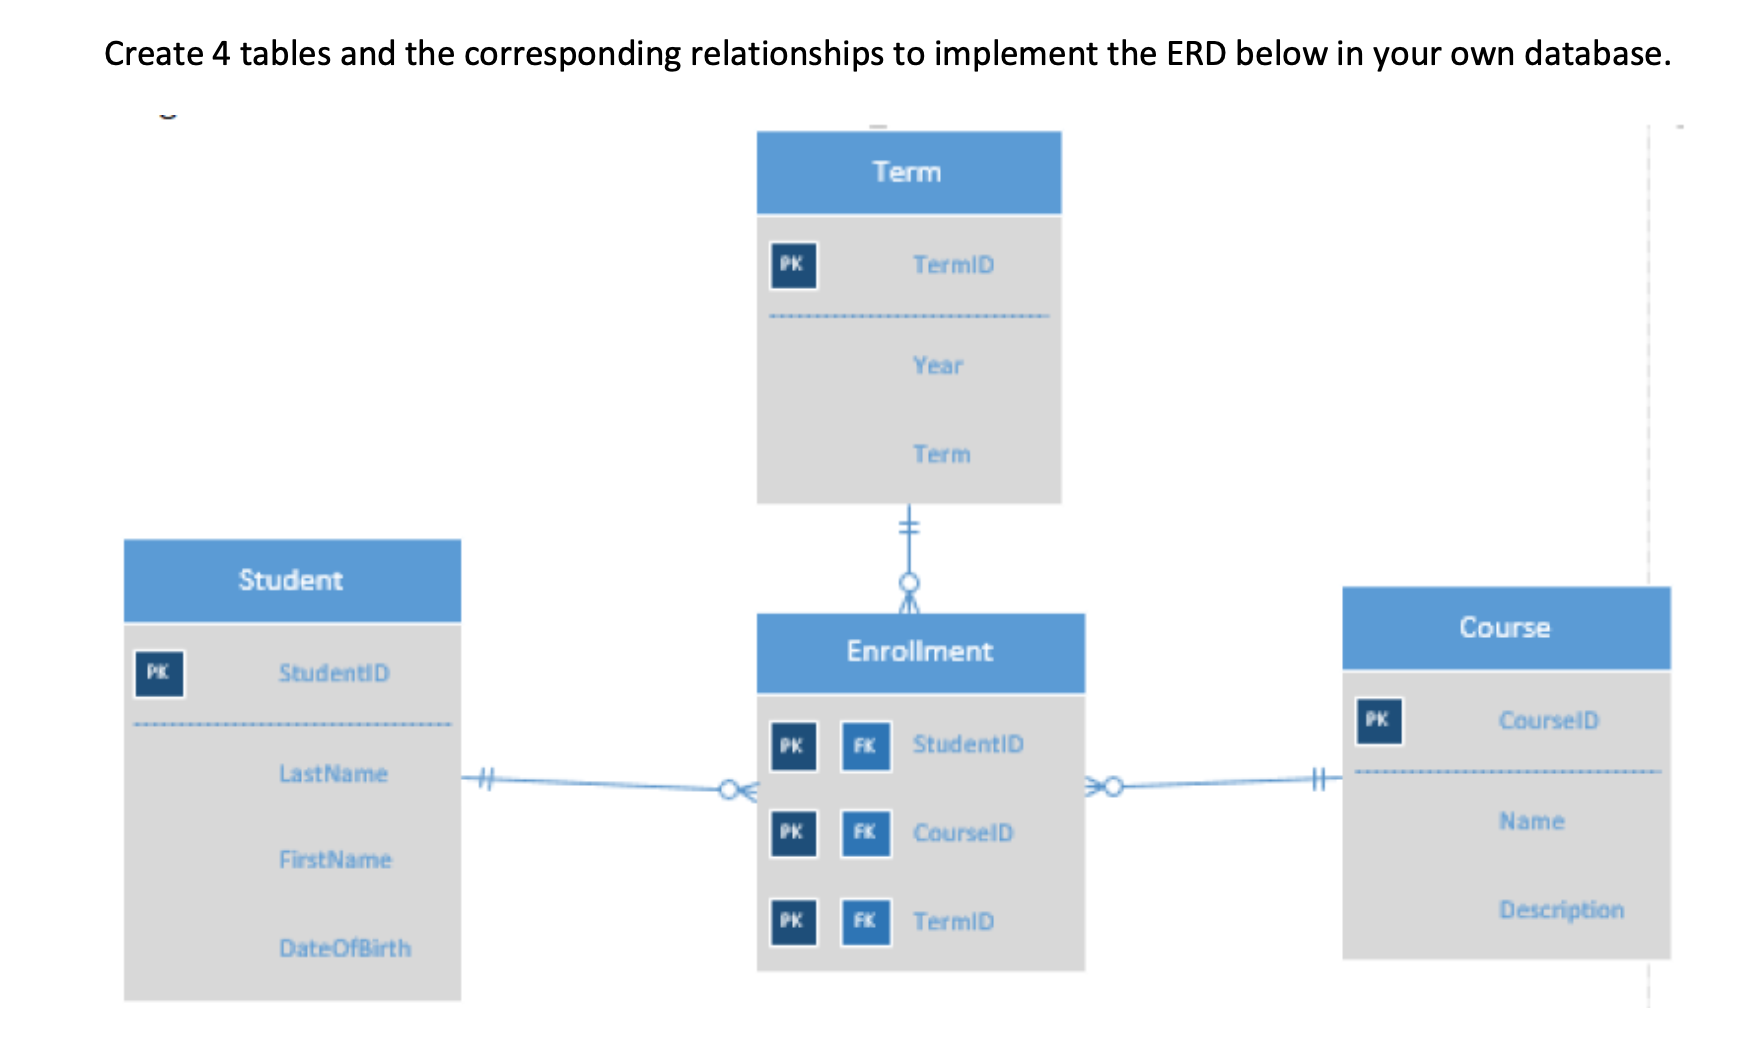 Create 4 tables and the corresponding relationships to implement the ERD below in your own database.
Term
PK TermID
Year
Term
Student
PK StudentID
LastName
FirstName
DateOfBirth
Enrollment
PK FK StudentID
PK FK CourseID
PK FK TermID
Course
PK CourseID
Name
Description